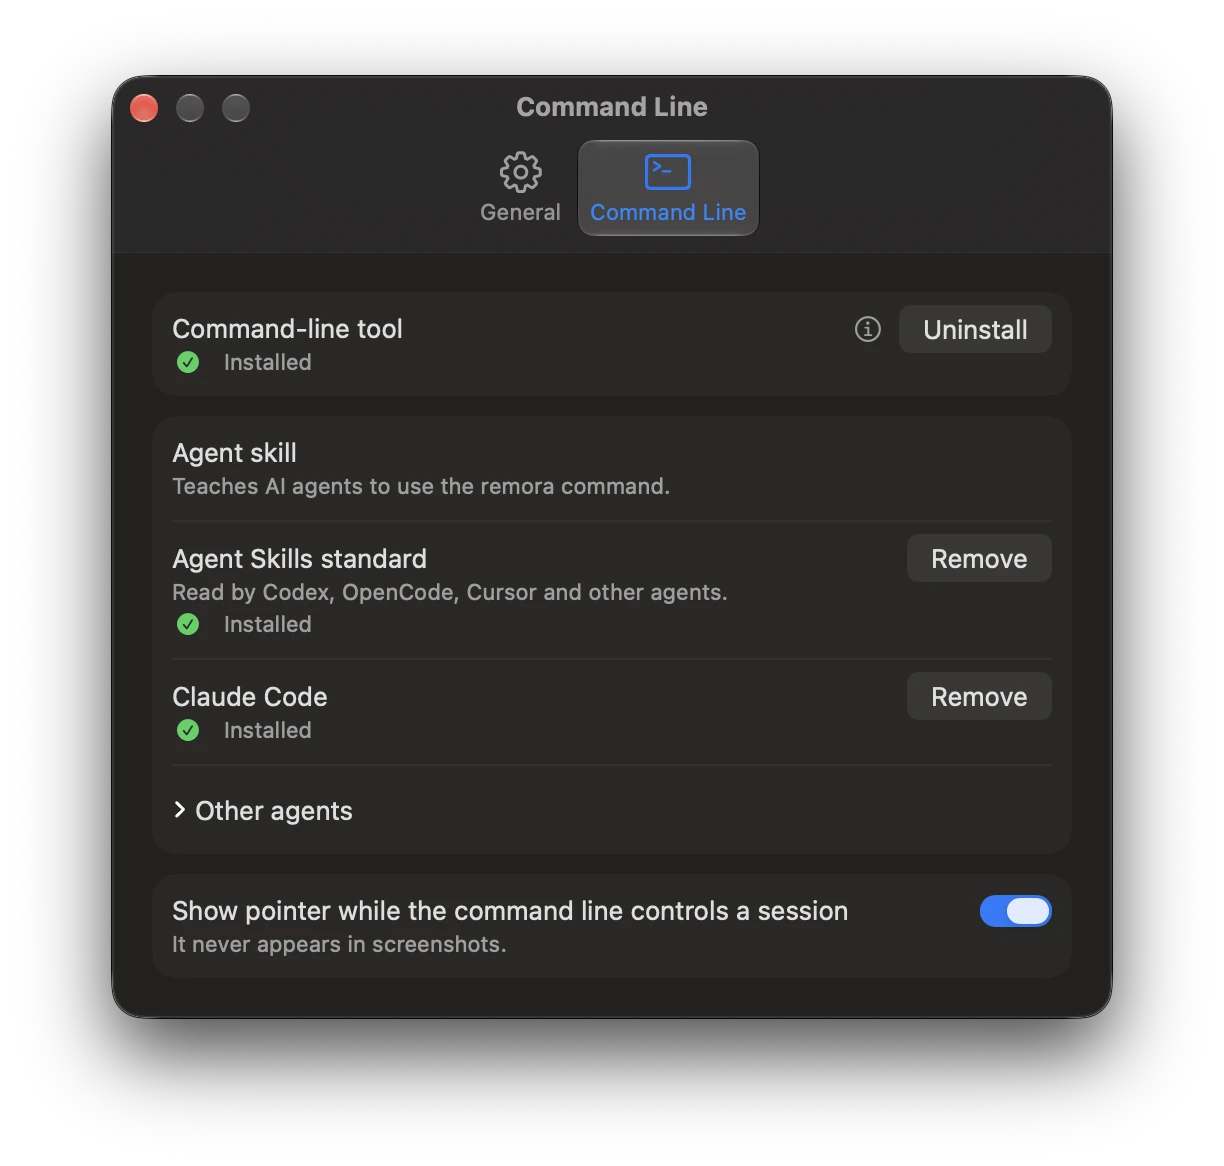 Command Line
General
Command Line
Command-line tool
Uninstall
Installed
Agent skill
Teaches AI agents to use the remora command.
Agent Skills standard
Remove
Read by Codex, OpenCode, Cursor and other agents.
Installed
Claude Code
Remove
Installed
Other agents
Show pointer while the command line controls a session
It never appears in screenshots.